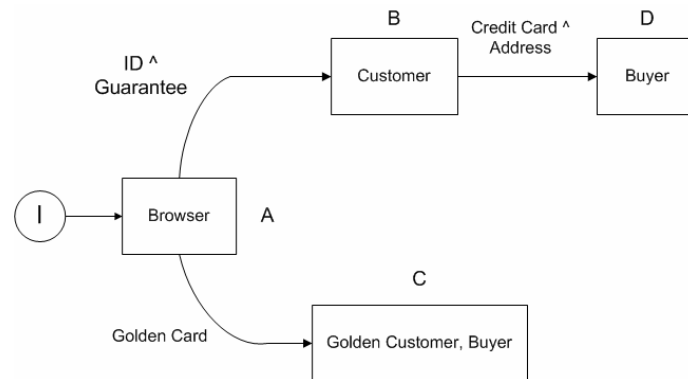 B
Credit Card ^
Address
D
ID ^
Guarantee
Customer
Buyer
I
Browser
A
C
Golden Card
Golden Customer, Buyer